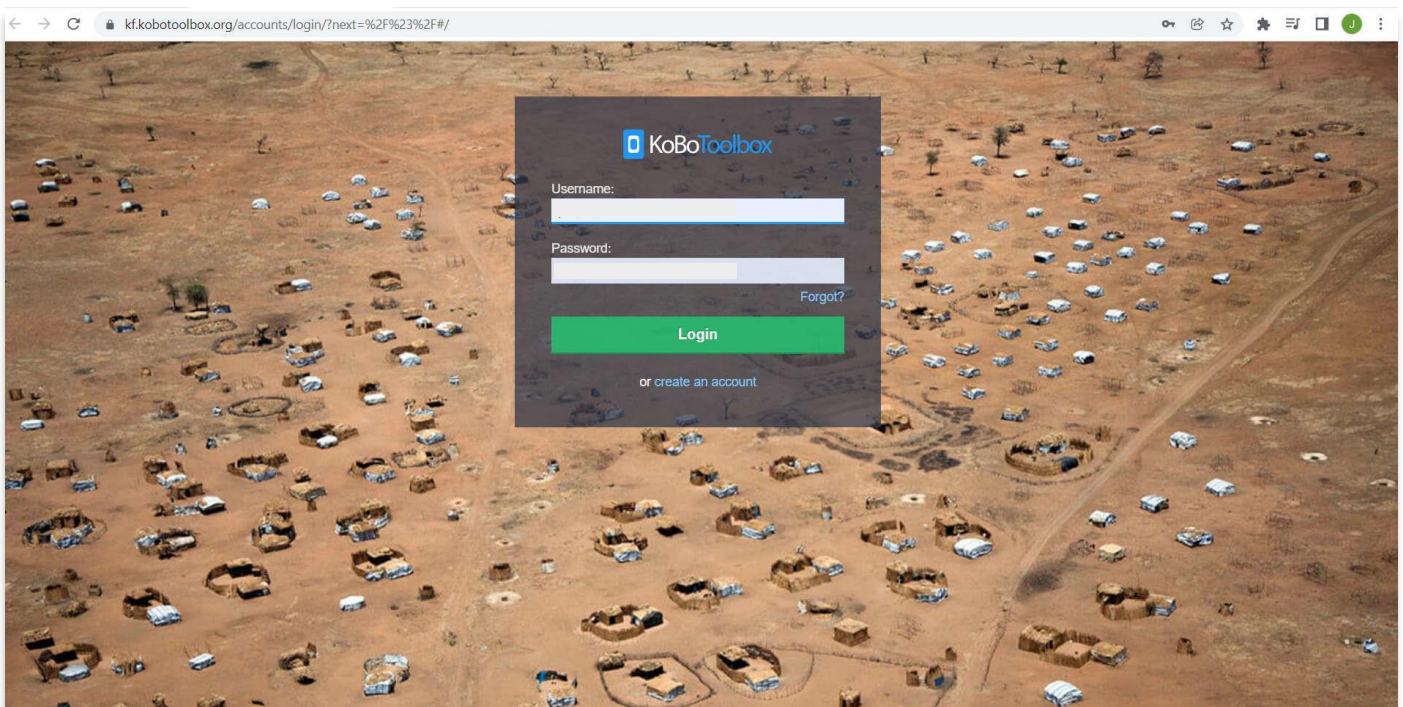 kf.kobotoolbox.org/accounts/login/?next=%2F%23%2F#/
J
KoBoToolbox
Username:
.
Password:
Forgot?
Login
or create an account